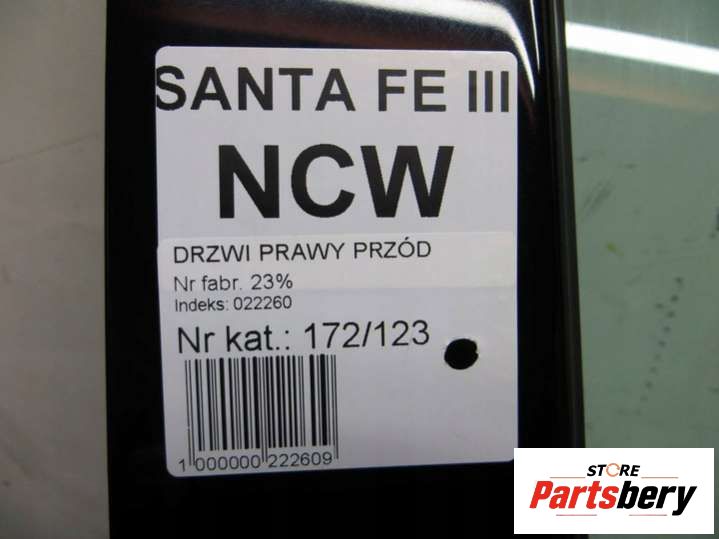 SANTA FE III
NCW
DRZWI PRAWY PRZÓD
Nr fabr. 23%
Indeks: 022260
Nr kat.: 172/123
1 000000 222609
STORE
Partsbery